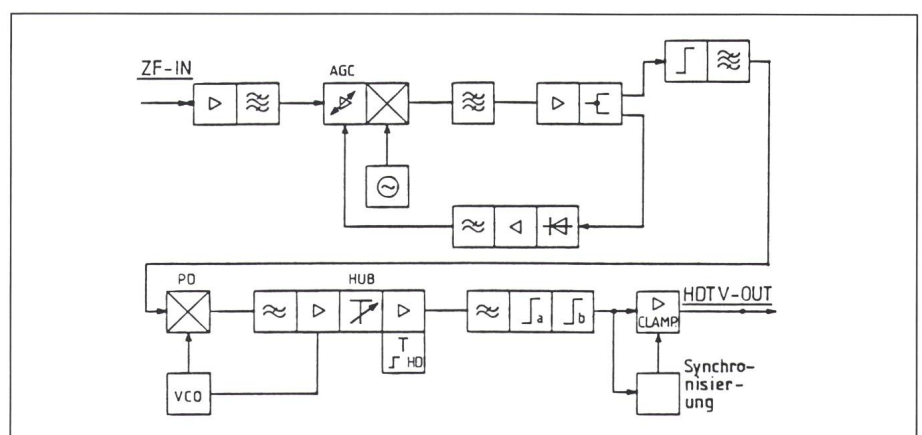 ZF-IN
AGC
PD
HUB
HDTV-OUT
a
b
CLAMP
HD
VCO
Synchro-
nisier-
ung